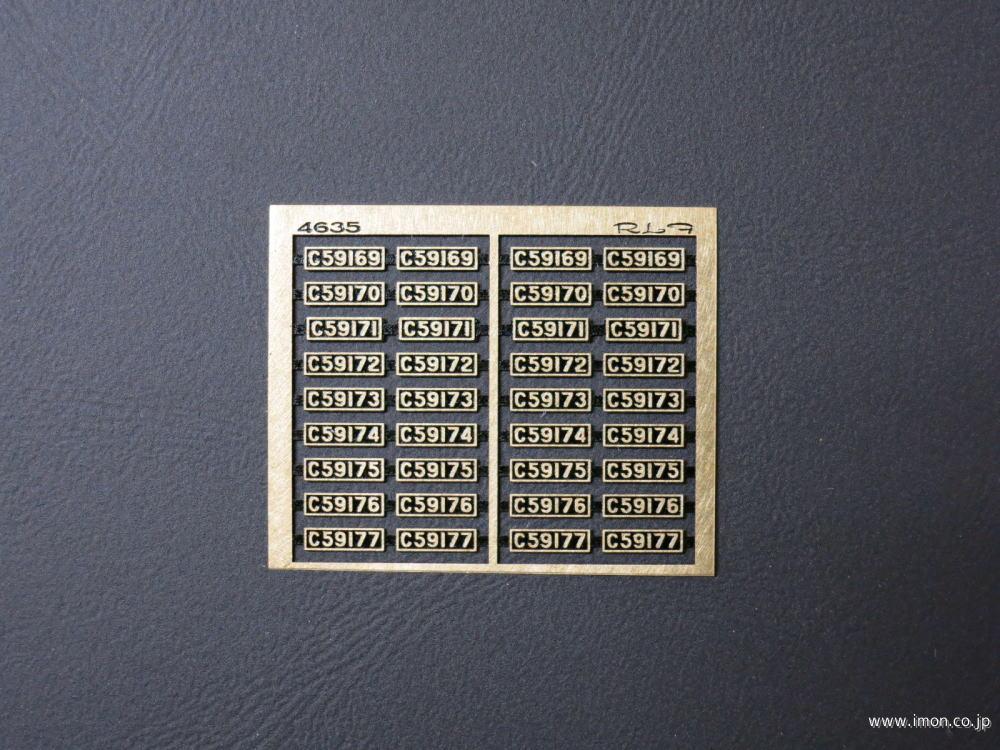 4635 RLF
C59169 C59169 C59169 C59169
C59170 C59170 C59170 C59170
C59171 C59171 C59171 C59171
C59172 C59172 C59172 C59172
C59173 C59173 C59173 C59173
C59174 C59174 C59174 C59174
C59175 C59175 C59175 C59175
C59176 C59176 C59176 C59176
C59177 C59177 C59177 C59177
www.imon.co.jp